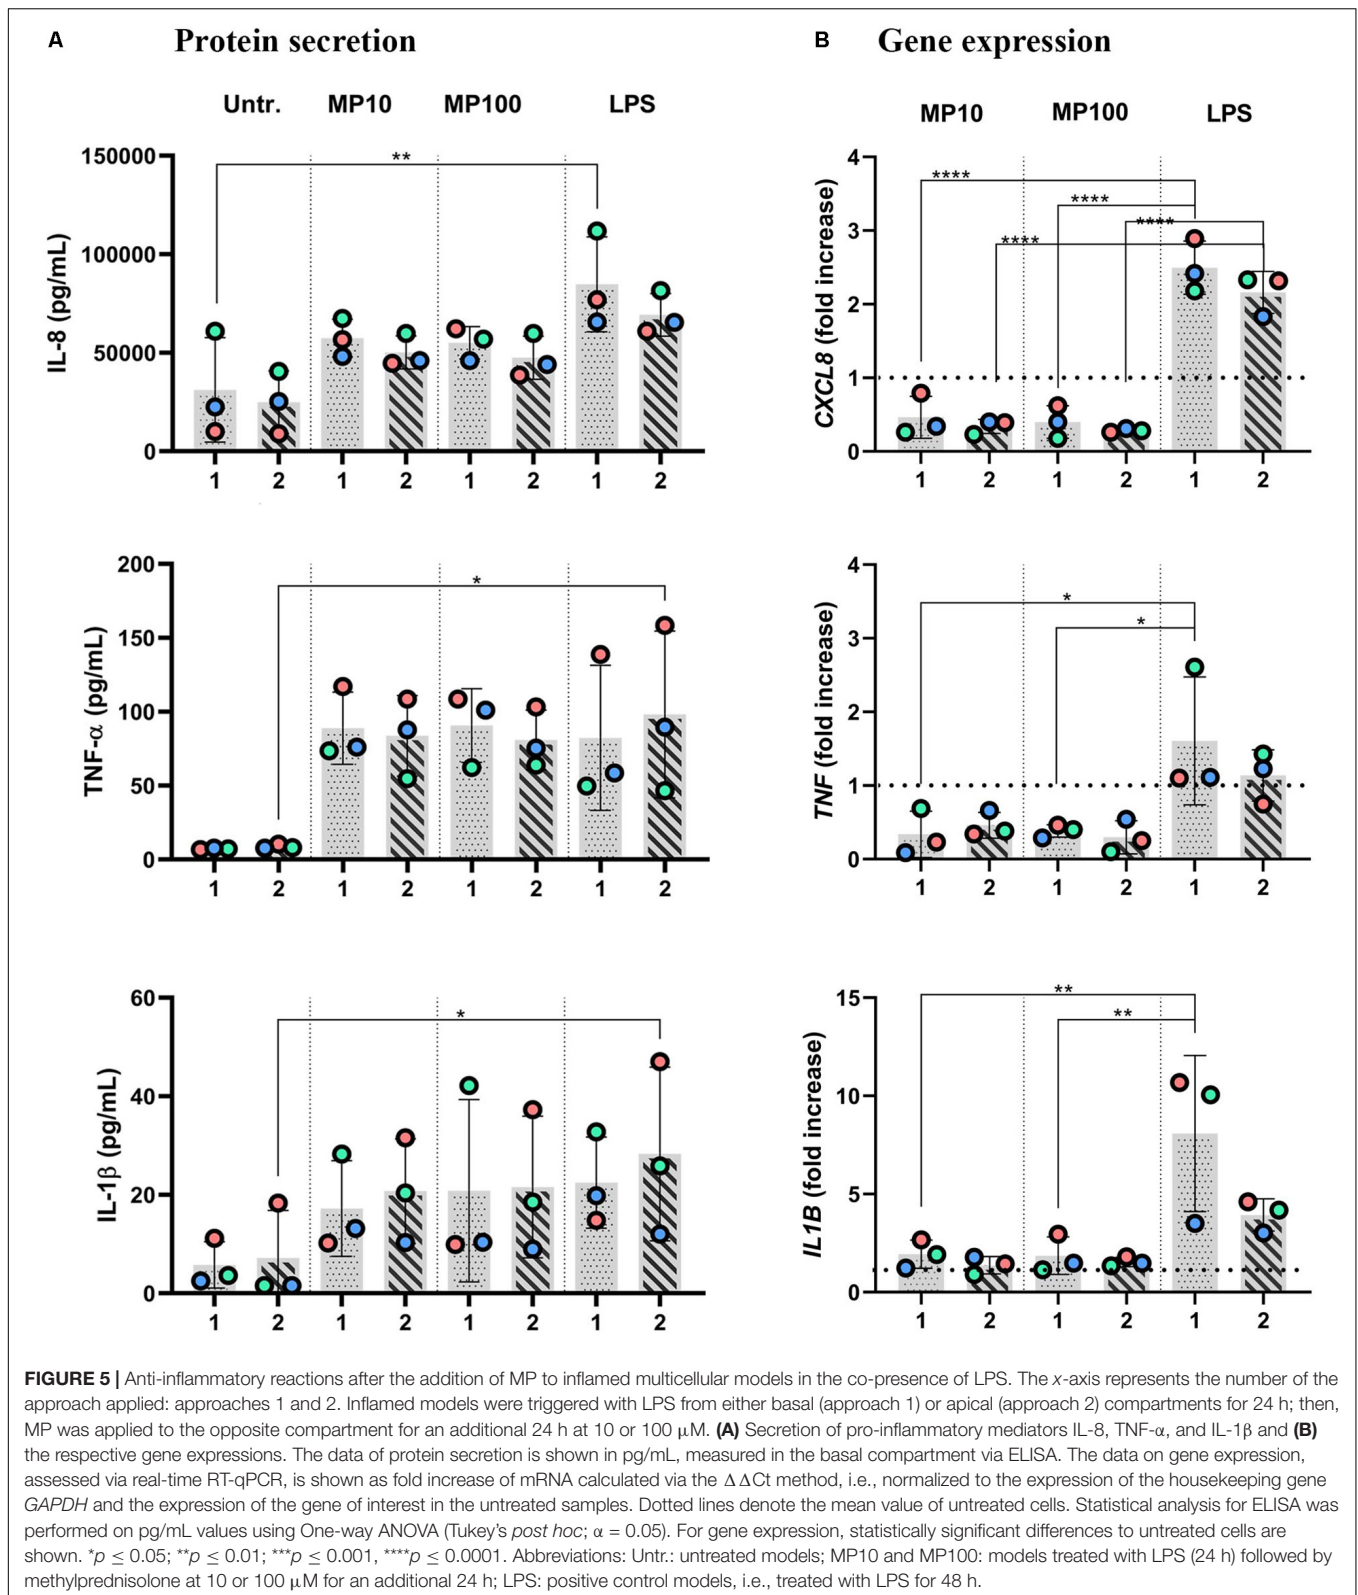 A Protein secretion
Untr. MP10 MP100 LPS
150000
100000
50000
0
IL-8 (pg/mL)
**
1 2 1 2 1 2 1 2
200
150
100
50
0
TNF-α (pg/mL)
*
1 2 1 2 1 2 1 2
60
40
20
0
IL-1β (pg/mL)
*
1 2 1 2 1 2 1 2
B Gene expression
MP10 MP100 LPS
4
3
2
1
0
CXCL8 (fold increase)
****
****
****
****
1 2 1 2 1 2
4
3
2
1
0
TNF (fold increase)
*
*
1 2 1 2 1 2
15
10
5
0
IL1B (fold increase)
**
**
1 2 1 2 1 2
FIGURE 5 | Anti-inflammatory reactions after the addition of MP to inflamed multicellular models in the co-presence of LPS. The x-axis represents the number of the
approach applied: approaches 1 and 2. Inflamed models were triggered with LPS from either basal (approach 1) or apical (approach 2) compartments for 24 h; then,
MP was applied to the opposite compartment for an additional 24 h at 10 or 100 μM. (A) Secretion of pro-inflammatory mediators IL-8, TNF-α, and IL-1β and (B)
the respective gene expressions. The data of protein secretion is shown in pg/mL, measured in the basal compartment via ELISA. The data on gene expression,
assessed via real-time RT-qPCR, is shown as fold increase of mRNA calculated via the ΔΔCt method, i.e., normalized to the expression of the housekeeping gene
GAPDH and the expression of the gene of interest in the untreated samples. Dotted lines denote the mean value of untreated cells. Statistical analysis for ELISA was
performed on pg/mL values using One-way ANOVA (Tukey's post hoc; α = 0.05). For gene expression, statistically significant differences to untreated cells are
shown. *p ≤ 0.05; **p ≤ 0.01; ***p ≤ 0.001, ****p ≤ 0.0001. Abbreviations: Untr.: untreated models; MP10 and MP100: models treated with LPS (24 h) followed by
methylprednisolone at 10 or 100 μM for an additional 24 h; LPS: positive control models, i.e., treated with LPS for 48 h.